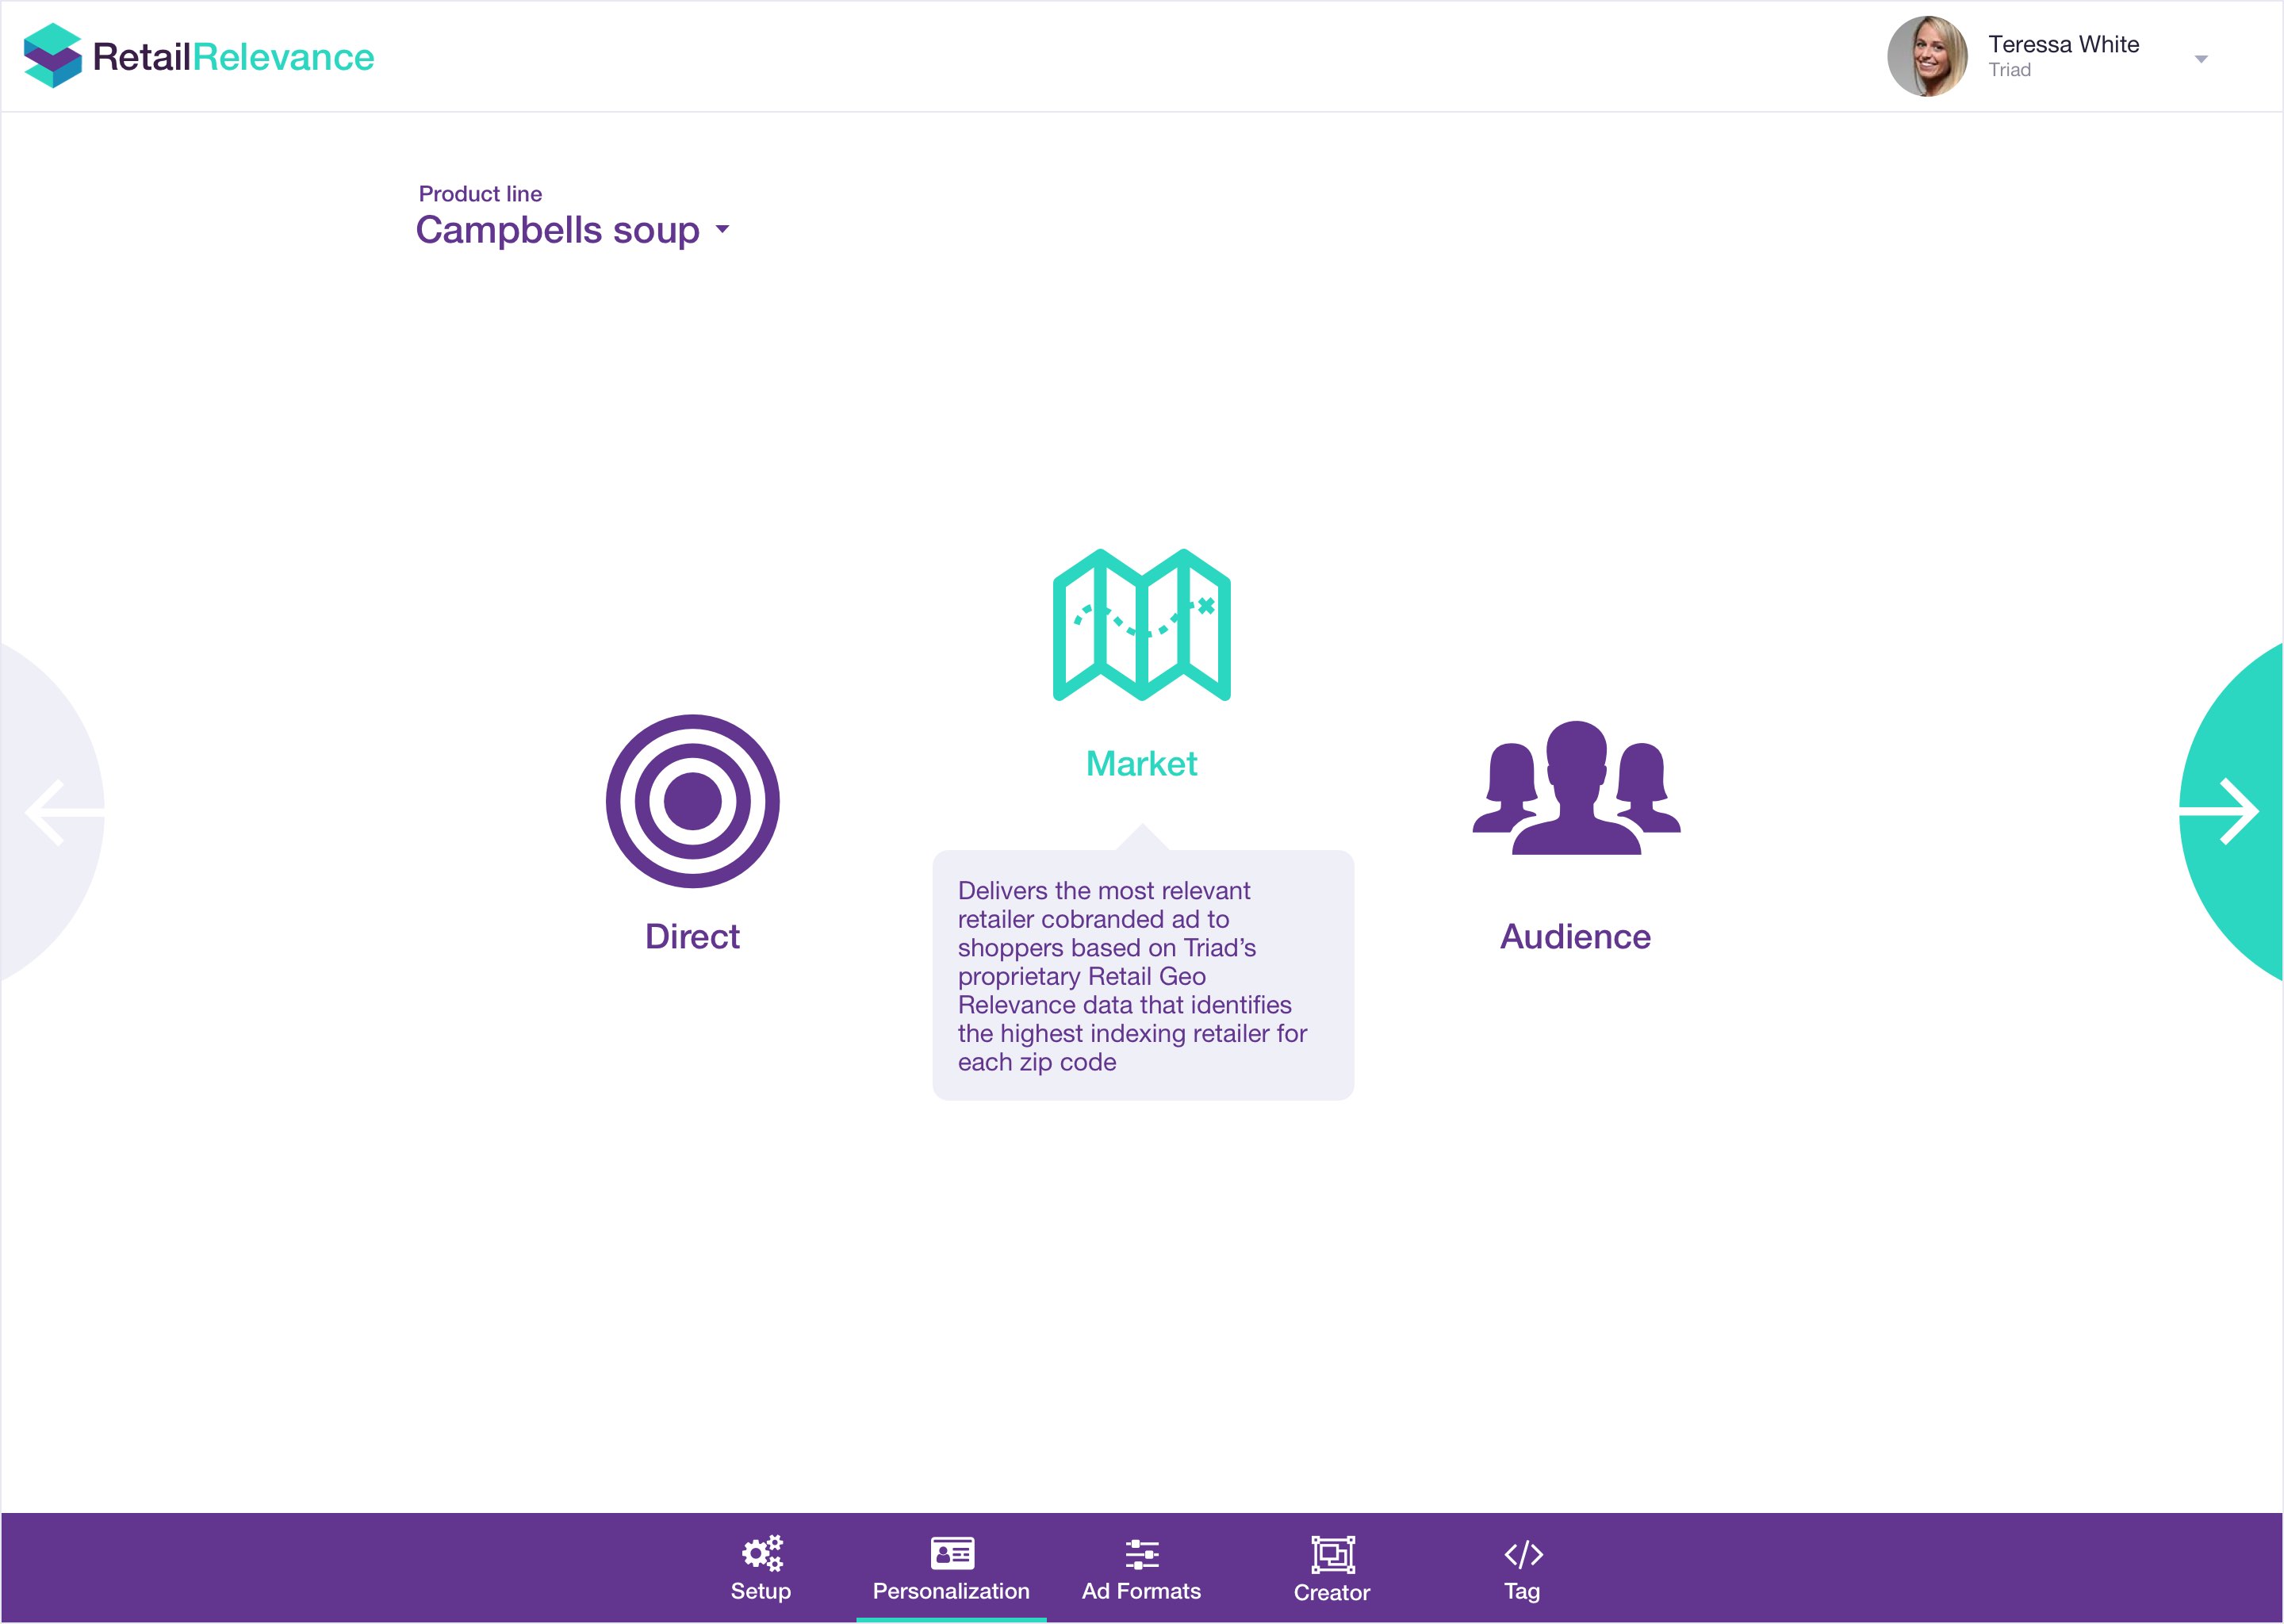 RetailRelevance
Teressa White
Triad
Product line
Campbells soup
Market
Direct
Audience
Delivers the most relevant
retailer cobranded ad to
shoppers based on Triad’s
proprietary Retail Geo
Relevance data that identifies
the highest indexing retailer for
each zip code
Setup
Personalization
Ad Formats
Creator
Tag